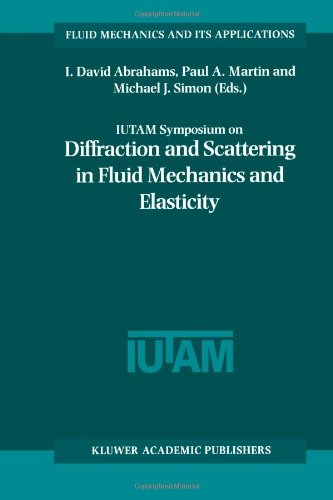 FLUID MECHANICS AND ITS APPLICATIONS
I. David Abrahams, Paul A. Martin and
Michael J. Simon (Eds.)
IUTAM Symposium on
Diffraction and Scattering
in Fluid Mechanics and
Elasticity
IUTAM
KLUWER ACADEMIC PUBLISHERS